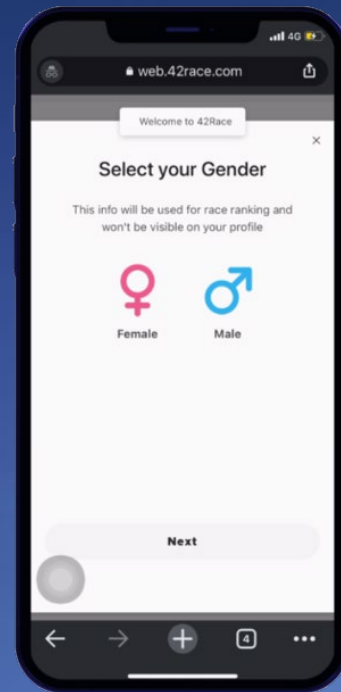 4G
web.42race.com
Welcome to 42Race
Select your Gender
This info will be used for race ranking and
won't be visible on your profile
Female Male
Next
4